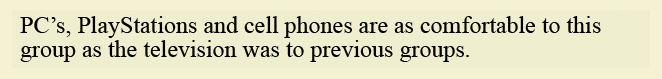 PC’s, PlayStations and cell phones are as comfortable to this
group as the television was to previous groups.